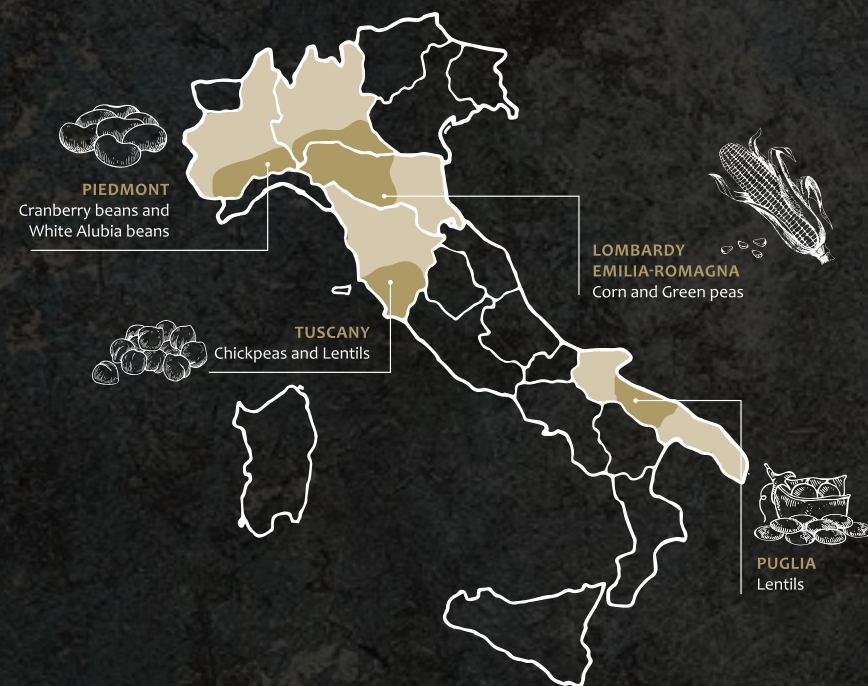 PIEDMONT
Cranberry beans and
White Alubia beans
LOMBARDY
EMILIA-ROMAGNA
Corn and Green peas
TUSCANY
Chickpeas and Lentils
PUGLIA
Lentils